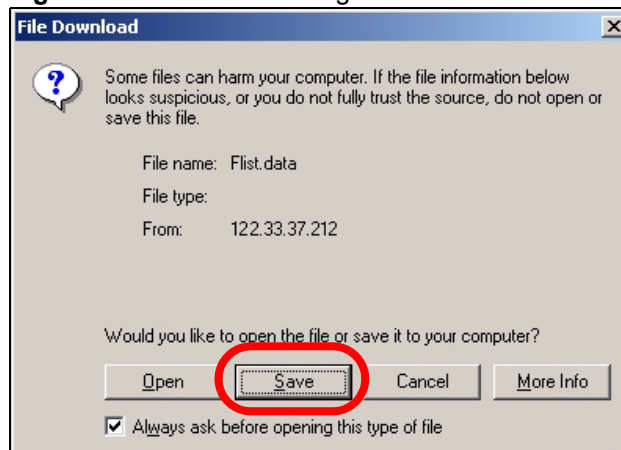 File Download
Some files can harm your computer. If the file information below
looks suspicious, or you do not fully trust the source, do not open or
save this file.
File name: Flist.data
File type:
From: 122.33.37.212
Would you like to open the file or save it to your computer?
Open Save Cancel More Info
Always ask before opening this type of file